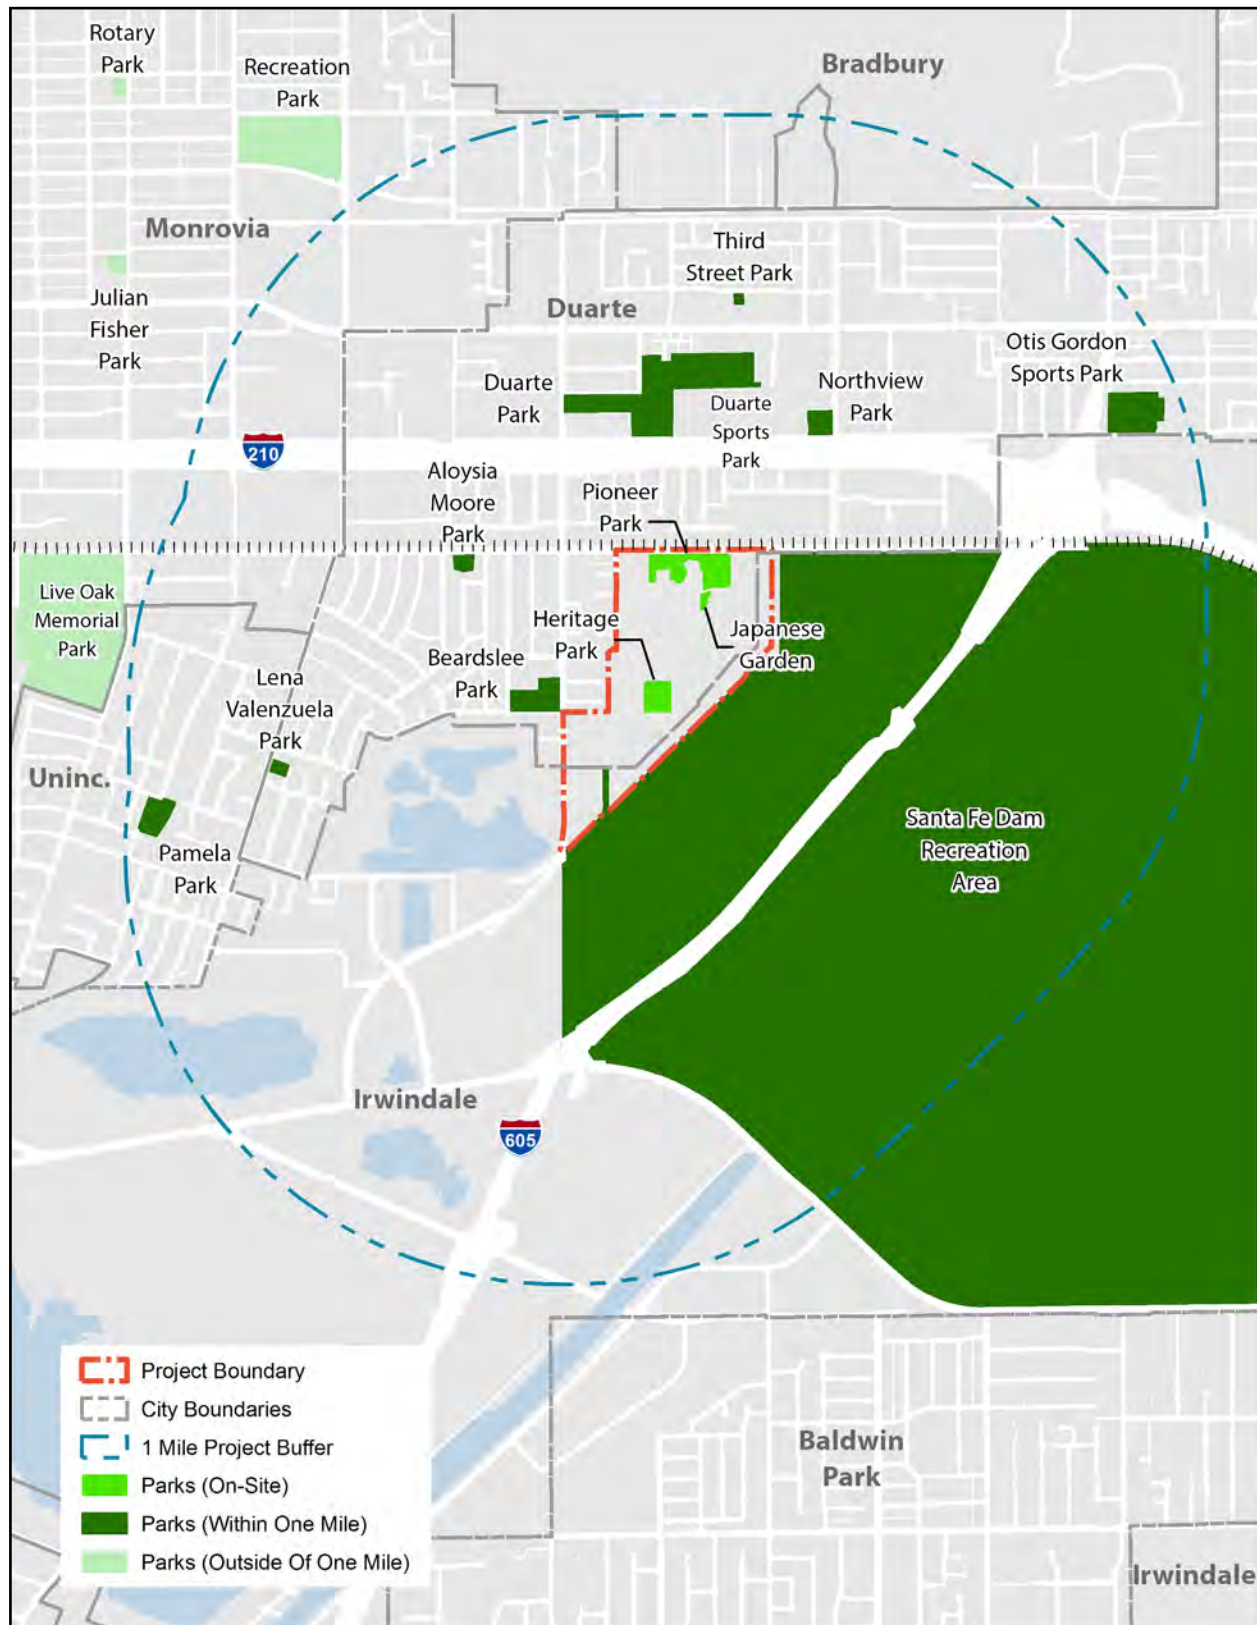 Rotary
Park
Recreation
Park
Bradbury
Monrovia
Third
Street Park
Julian
Fisher
Park
Duarte
Otis Gordon
Sports Park
Duarte
Park
Duarte
Sports
Park
Northview
Park
210
Aloysia
Moore
Park
Pioneer
Park
Live Oak
Memorial
Park
Heritage
Park
Japanese
Garden
Beardslee
Park
Lena
Valenzuela
Park
Uninc.
Pamela
Park
Santa Fe Dam
Recreation
Area
Irwindale
605
Project Boundary
City Boundaries
1 Mile Project Buffer
Parks (On-Site)
Parks (Within One Mile)
Parks (Outside Of One Mile)
Baldwin
Park
Irwindale